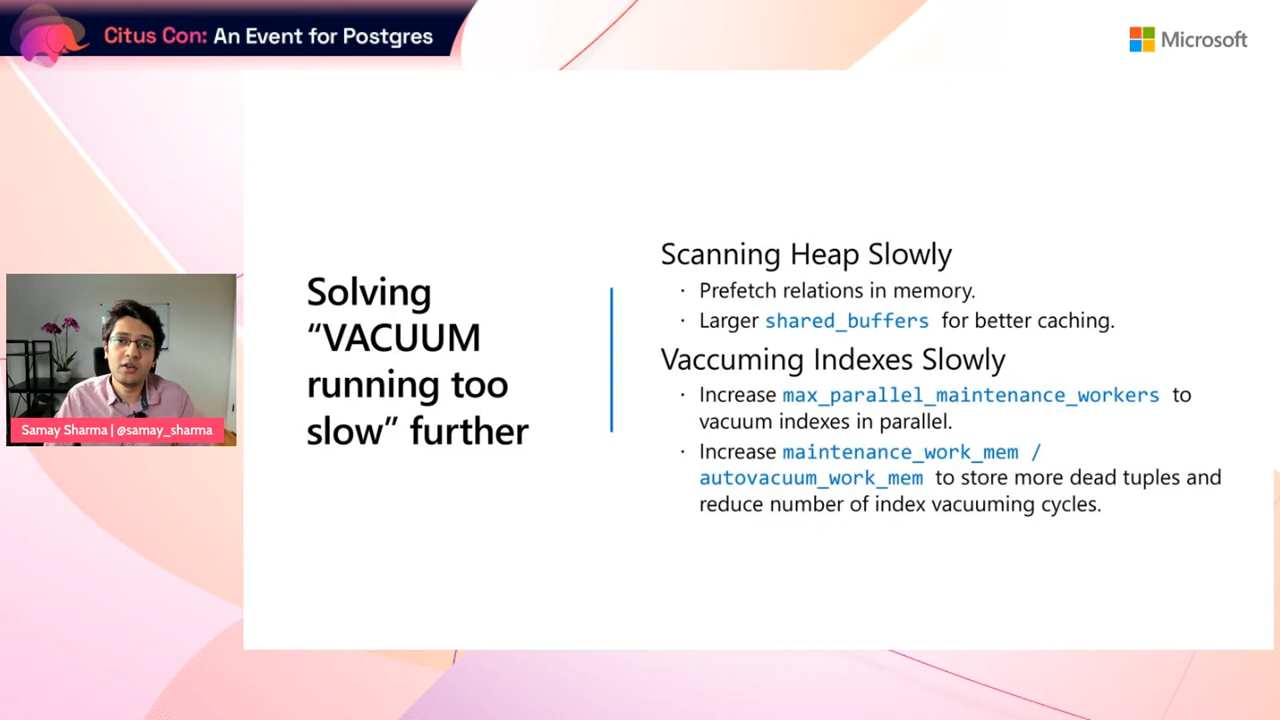 Citus Con: An Event for Postgres
Microsoft
Solving
“VACUUM
running too
slow” further
Scanning Heap Slowly
· Prefetch relations in memory.
· Larger shared_buffers for better caching.
Vaccuming Indexes Slowly
· Increase max_parallel_maintenance_workers to
vacuum indexes in parallel.
· Increase maintenance_work_mem /
autovacuum_work_mem to store more dead tuples and
reduce number of index vacuuming cycles.
Samay Sharma | @samay_sharma